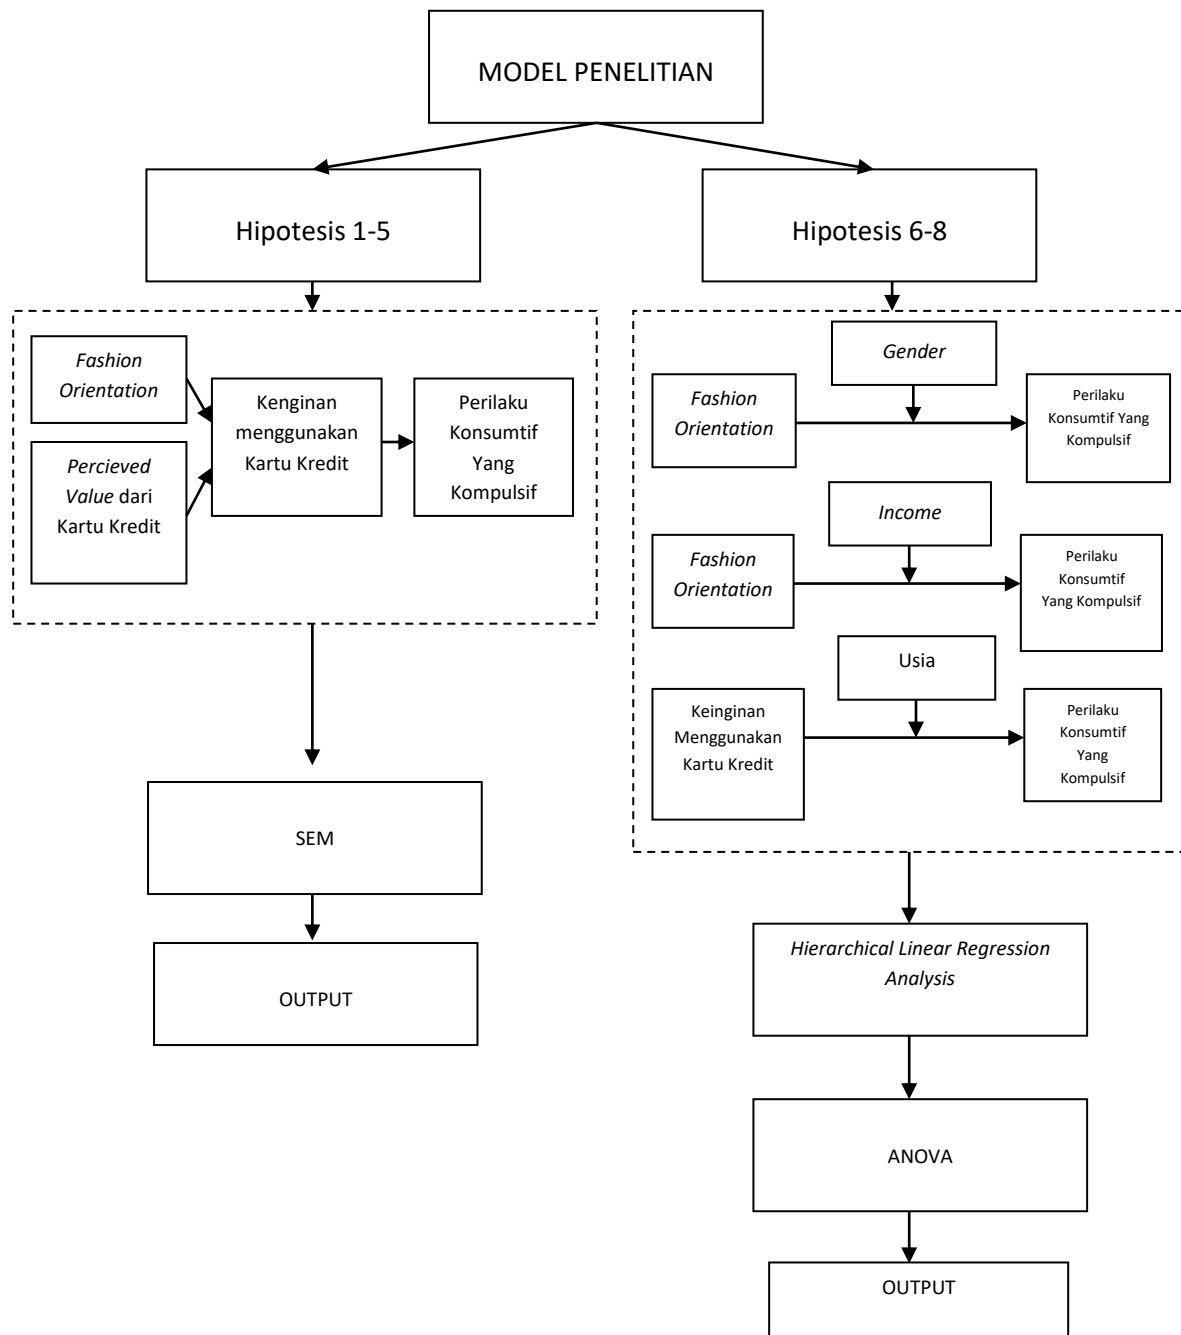 MODEL PENELITIAN
Hipotesis 1-5
Hipotesis 6-8
Fashion
Orientation
Percieved
Value dari
Kartu Kredit
Kenginan
menggunakan
Kartu Kredit
Perilaku
Konsumtif
Yang
Kompulsif
SEM
OUTPUT
Gender
Fashion
Orientation
Perilaku
Konsumtif Yang
Kompulsif
Income
Fashion
Orientation
Perilaku
Konsumtif
Yang Kompulsif
Usia
Keinginan
Menggunakan
Kartu Kredit
Perilaku
Konsumtif
Yang
Kompulsif
Hierarchical Linear Regression
Analysis
ANOVA
OUTPUT